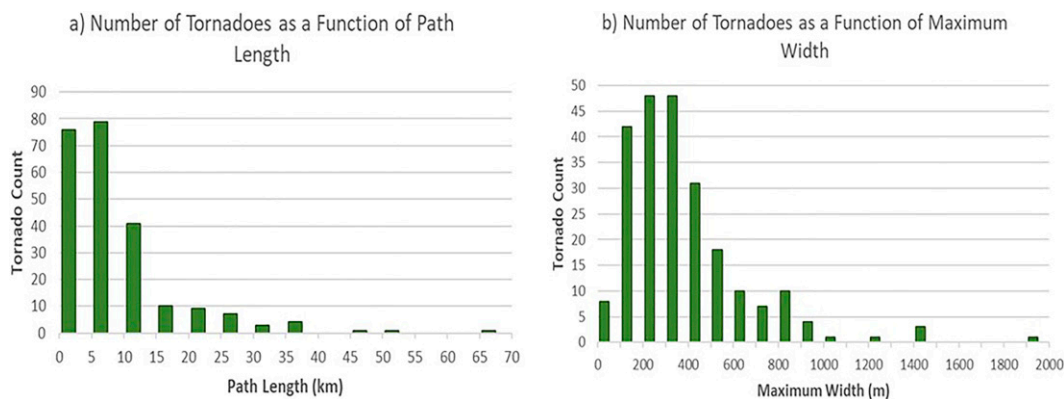 a) Number of Tornadoes as a Function of Path
Length
90
80
70
60
50
40
30
20
10
0
Tornado Count
0 5 10 15 20 25 30 35 40 45 50 55 60 65 70
Path Length (km)
b) Number of Tornadoes as a Function of Maximum
Width
50
45
40
35
30
25
20
15
10
5
0
Tornado Count
0 200 400 600 800 1000 1200 1400 1600 1800 2000
Maximum Width (m)